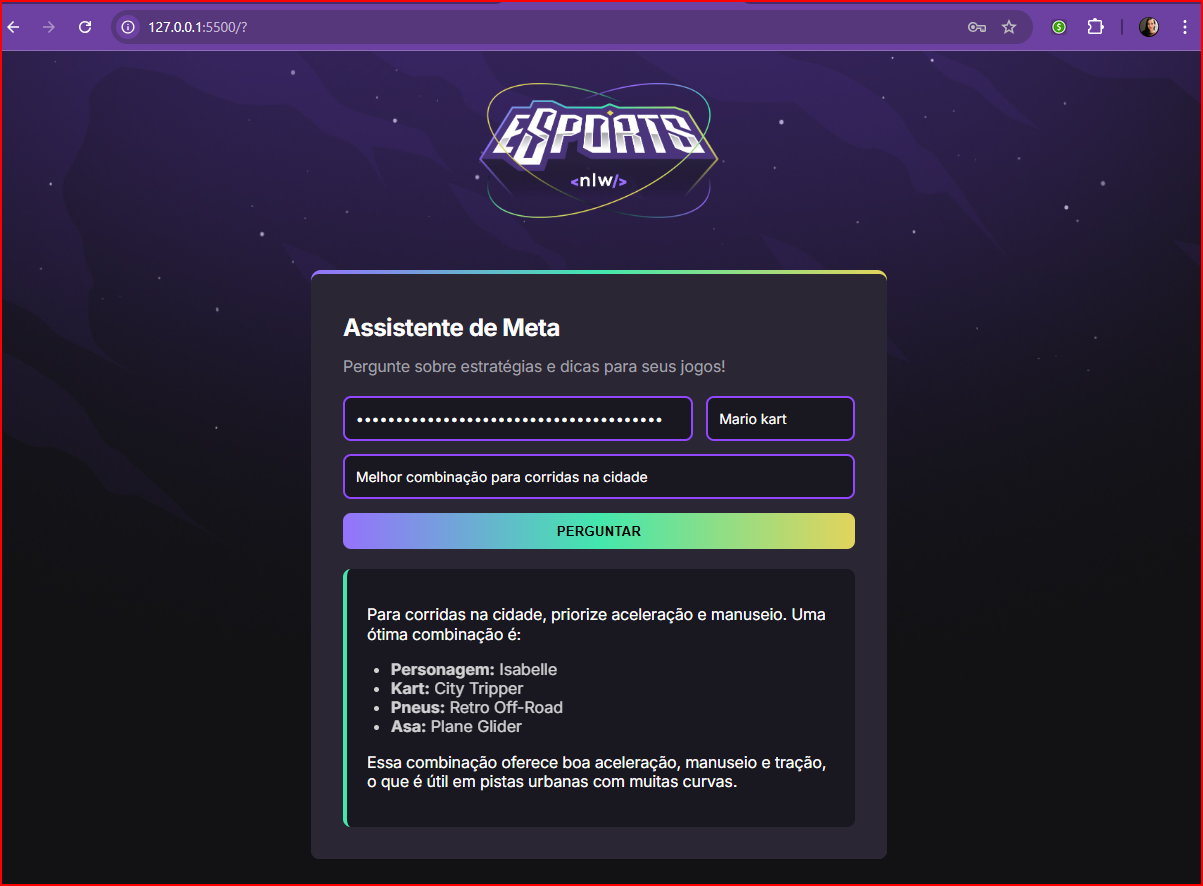 127.0.0.1:5500/?
ESPORTS
<nlw/>
Assistente de Meta
Pergunte sobre estratégias e dicas para seus jogos!
••••••••••••••••••••••••••••••••••••••• Mario kart
Melhor combinação para corridas na cidade
PERGUNTAR
Para corridas na cidade, priorize aceleração e manuseio. Uma
ótima combinação é:
• Personagem: Isabelle
• Kart: City Tripper
• Pneus: Retro Off-Road
• Asa: Plane Glider
Essa combinação oferece boa aceleração, manuseio e tração,
o que é útil em pistas urbanas com muitas curvas.